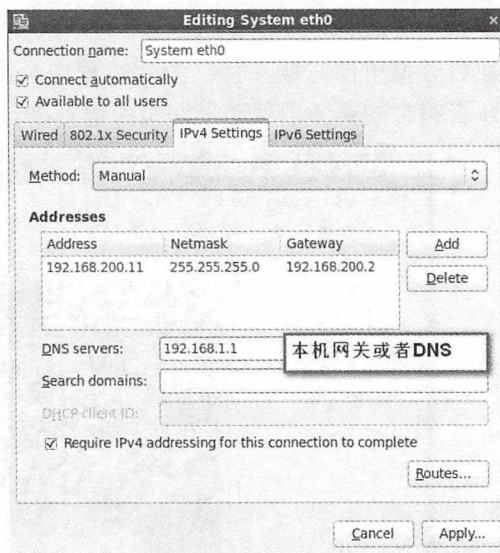 Editing System eth0
Connection name: System eth0
Connect automatically
Available to all users
Wired 802.1x Security IPv4 Settings IPv6 Settings
Method: Manual
Addresses
Address Netmask Gateway
192.168.200.11 255.255.255.0 192.168.200.2
Add
Delete
DNS servers: 192.168.1.1
本机网关或者DNS
Search domains:
DHCP client ID:
Require IPv4 addressing for this connection to complete
Routes...
Cancel Apply...